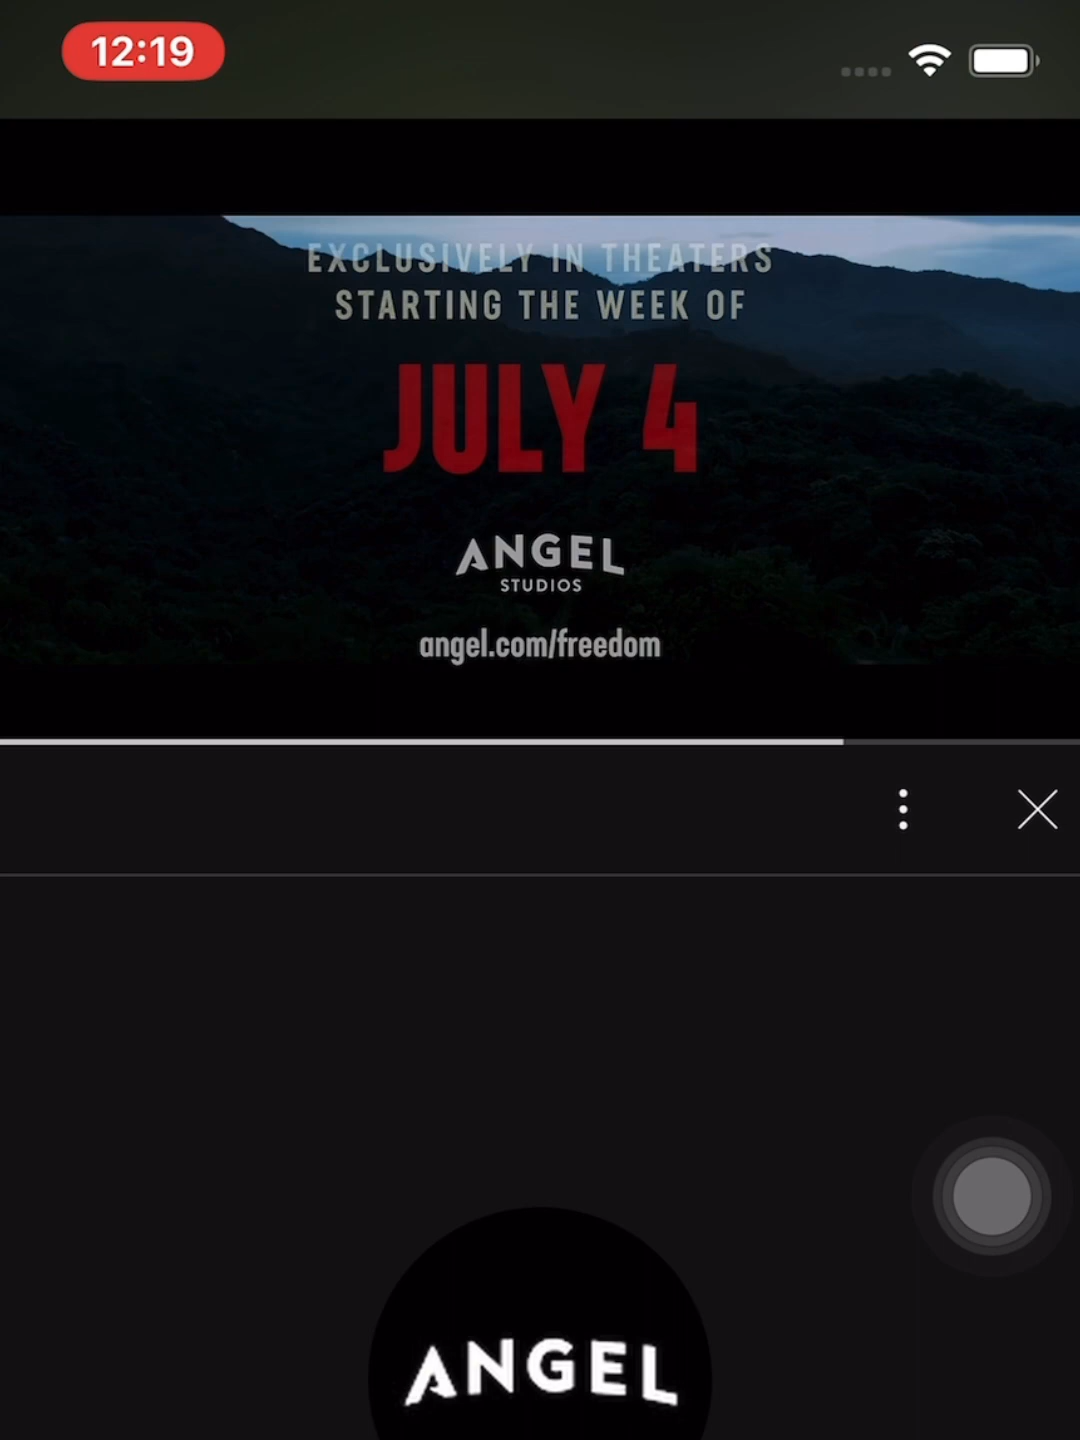 12:19
EXCLUSIVELY IN THEATERS
STARTING THE WEEK OF
JULY 4
ANGEL
STUDIOS
angel.com/freedom
ANGEL